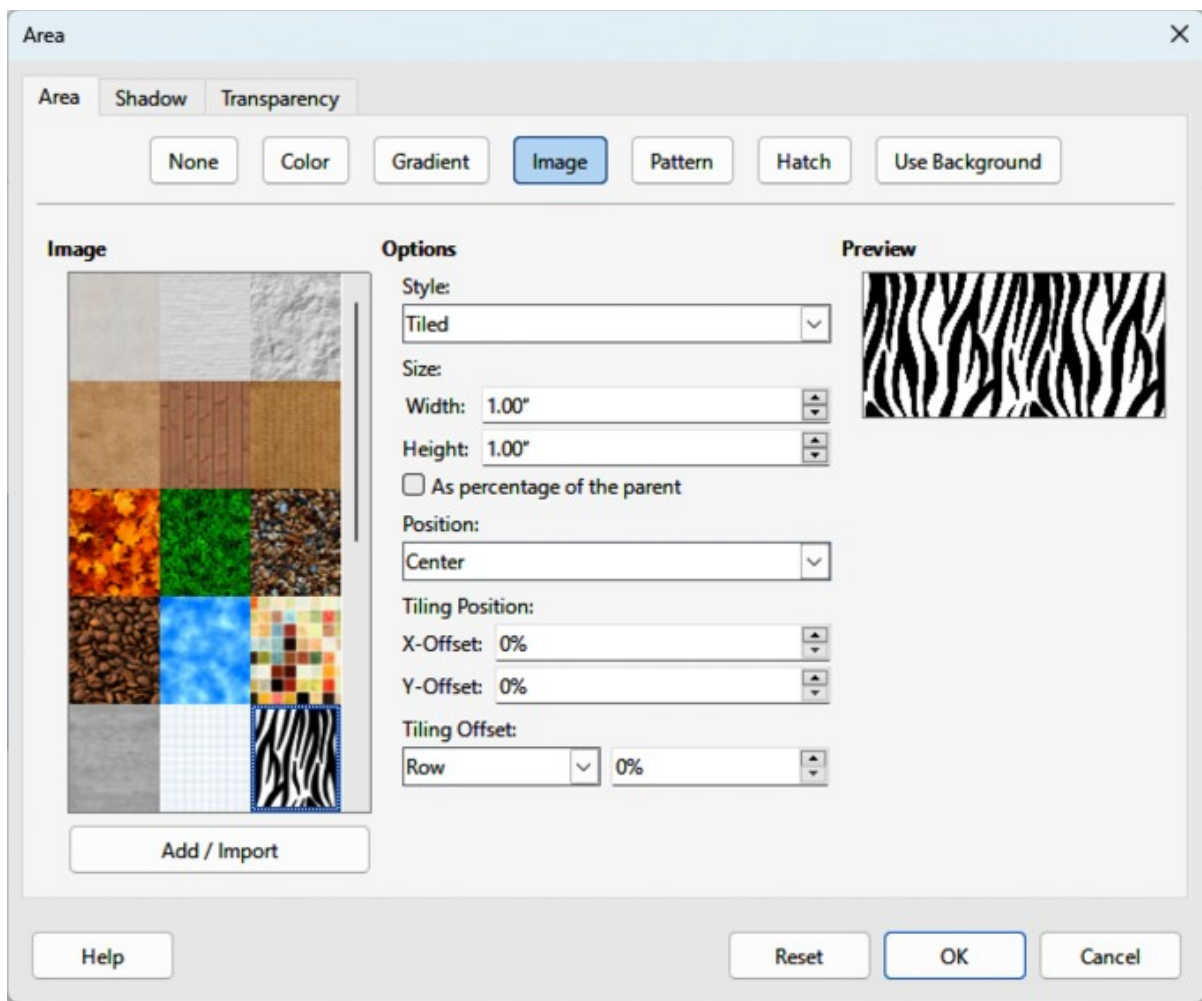 Area
Area Shadow Transparency
None Color Gradient Image Pattern Hatch Use Background
Image
Options
Style:
Tiled
Size:
Width: 1.00″
Height: 1.00″
As percentage of the parent
Position:
Center
Tiling Position:
X-Offset: 0%
Y-Offset: 0%
Tiling Offset:
Row 0%
Preview
Add / Import
Help Reset OK Cancel